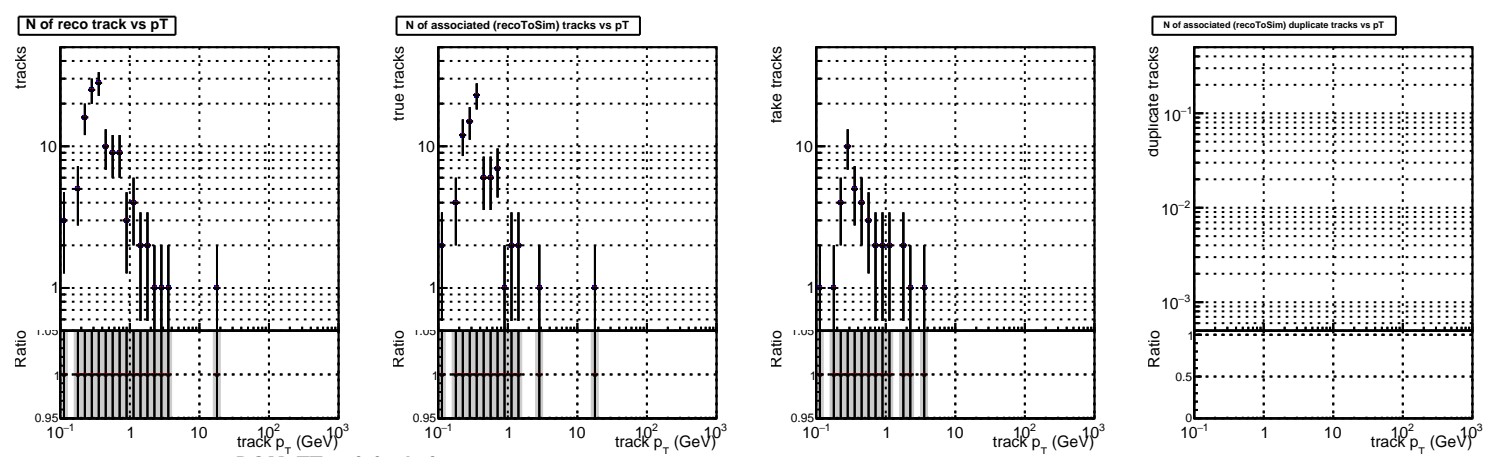 N of reco track vs pT
tracks
10
1
Ratio
1.05
1
0.95
10⁻¹ 1 10 10² 10³
track p_T (GeV)
N of associated (recoToSim) tracks vs pT
true tracks
10
1
Ratio
1.05
1
0.95
10⁻¹ 1 10 10² 10³
track p_T (GeV)
fake tracks
10
1
Ratio
1.05
1
0.95
10⁻¹ 1 10 10² 10³
track p_T (GeV)
N of associated (recoToSim) duplicate tracks vs pT
duplicate tracks
10⁻¹
10⁻²
10⁻³
Ratio
1
0.5
0
10⁻¹ 1 10 10² 10³
track p_T (GeV)